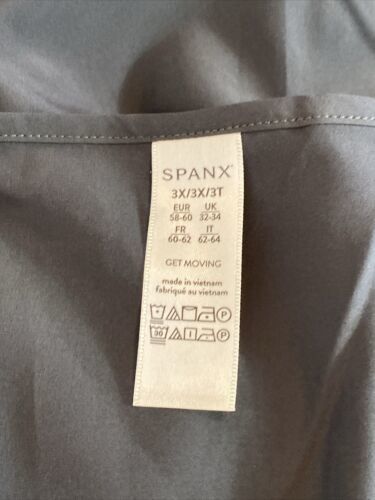 SPANX®
3X/3X/3T
EUR UK
58-60 32-34
FR IT
60-62 62-64
GET MOVING
made in vietnam
fabriqué au vietnam
P
30 P